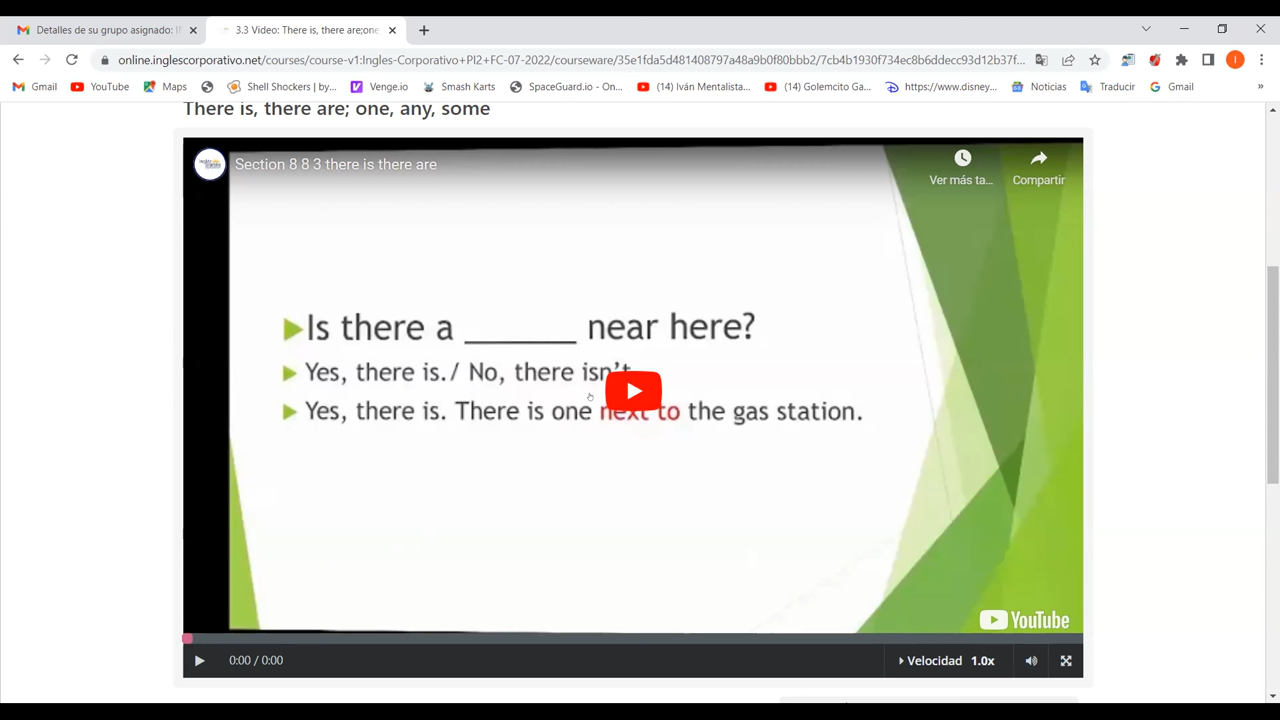 Detalles de su grupo asignado: I
3.3 Video: There is, there are;one,
online.inglescorporativo.net/courses/course-v1:Ingles-Corporativo+PI2+FC-17-2022/courseware/35e1fda5d481408797a48a9b0f80bbb2/7cb4b1930f734ec8b6ddecc93d12b37f...
I
Gmail YouTube Maps Shell Shockers | by... Venge.io Smash Karts SpaceGuard.io - On... (14) Iván Mentalista... (14) Golemcito Ga... https://www.disney... Noticias Traducir Gmail »
There is, there are; one, any, some
Section 8 8 3 there is there are
Ver más ta...
Compartir
Is there a ______ near here?
Yes, there is./ No, there isn't
Yes, there is. There is one next to the gas station.
YouTube
0:00 / 0:00
Velocidad 1.0x